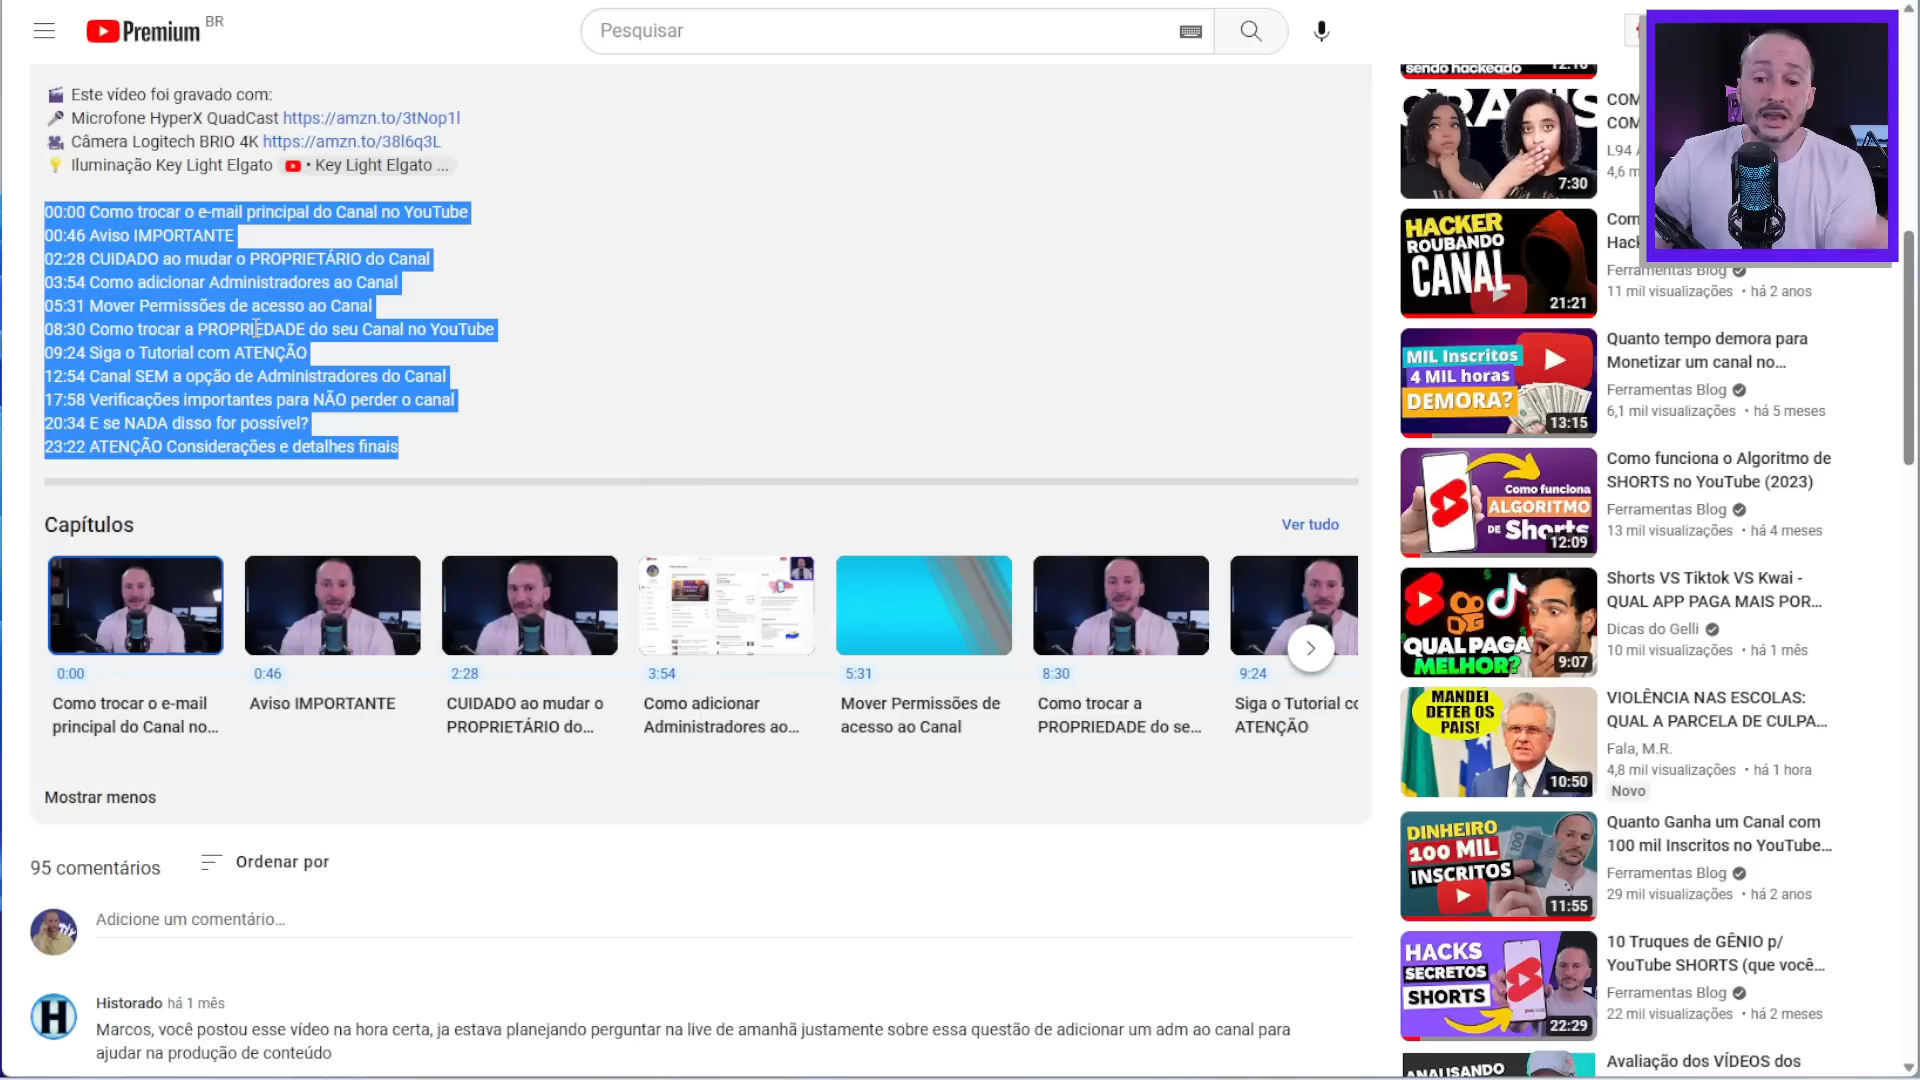 Premium BR
Pesquisar
Este vídeo foi gravado com:
Microfone HyperX QuadCast https://amzn.to/3tNop1l
Câmera Logitech BRIO 4K https://amzn.to/38l6q3L
Iluminação Key Light Elgato • Key Light Elgato ...
00:00 Como trocar o e-mail principal do Canal no YouTube
00:46 Aviso IMPORTANTE
02:28 CUIDADO ao mudar o PROPRIETÁRIO do Canal
03:54 Como adicionar Administradores ao Canal
05:31 Mover Permissões de acesso ao Canal
08:30 Como trocar a PROPRIEDADE do seu Canal no YouTube
09:24 Siga o Tutorial com ATENÇÃO
12:54 Canal SEM a opção de Administradores do Canal
17:58 Verificações importantes para NÃO perder o canal
20:34 E se NADA disso for possível?
23:22 ATENÇÃO Considerações e detalhes finais
Capítulos
Ver tudo
0:00
Como trocar o e-mail
principal do Canal no...
0:46
Aviso IMPORTANTE
2:28
CUIDADO ao mudar o
PROPRIETÁRIO do...
3:54
Como adicionar
Administradores ao...
5:31
Mover Permissões de
acesso ao Canal
8:30
Como trocar a
PROPRIEDADE do se...
9:24
Siga o Tutorial co
ATENÇÃO
Mostrar menos
95 comentários
Ordenar por
Adicione um comentário...
Historado há 1 mês
Marcos, você postou esse vídeo na hora certa, ja estava planejando perguntar na live de amanhã justamente sobre essa questão de adicionar um adm ao canal para
ajudar na produção de conteúdo
sendo hackeado
12:16
GRATIS
7:30
COM
COM
L94
4,6 m
HACKER
ROUBANDO
CANAL
21:21
Com
Hack
Ferramentas Blog
11 mil visualizações • há 2 anos
MIL Inscritos
4 MIL horas
DEMORA?
13:15
Quanto tempo demora para
Monetizar um canal no...
Ferramentas Blog
6,1 mil visualizações • há 5 meses
Como funciona
ALGORITMO
DE Shorts
12:09
Como funciona o Algoritmo de
SHORTS no YouTube (2023)
Ferramentas Blog
13 mil visualizações • há 4 meses
QUAL PAGA
MELHOR?
9:07
Shorts VS Tiktok VS Kwai -
QUAL APP PAGA MAIS POR...
Dicas do Gelli
10 mil visualizações • há 1 mês
MANDEI
DETER OS
PAIS!
10:50
VIOLÊNCIA NAS ESCOLAS:
QUAL A PARCELA DE CULPA...
Fala, M.R.
4,8 mil visualizações • há 1 hora
Novo
DINHEIRO
100 MIL
INSCRITOS
11:55
Quanto Ganha um Canal com
100 mil Inscritos no YouTube...
Ferramentas Blog
29 mil visualizações • há 2 anos
HACKS
SECRETOS
SHORTS
22:29
10 Truques de GÊNIO p/
YouTube SHORTS (que você...
Ferramentas Blog
22 mil visualizações • há 2 meses
ANALISANDO
Avaliação dos VÍDEOS dos